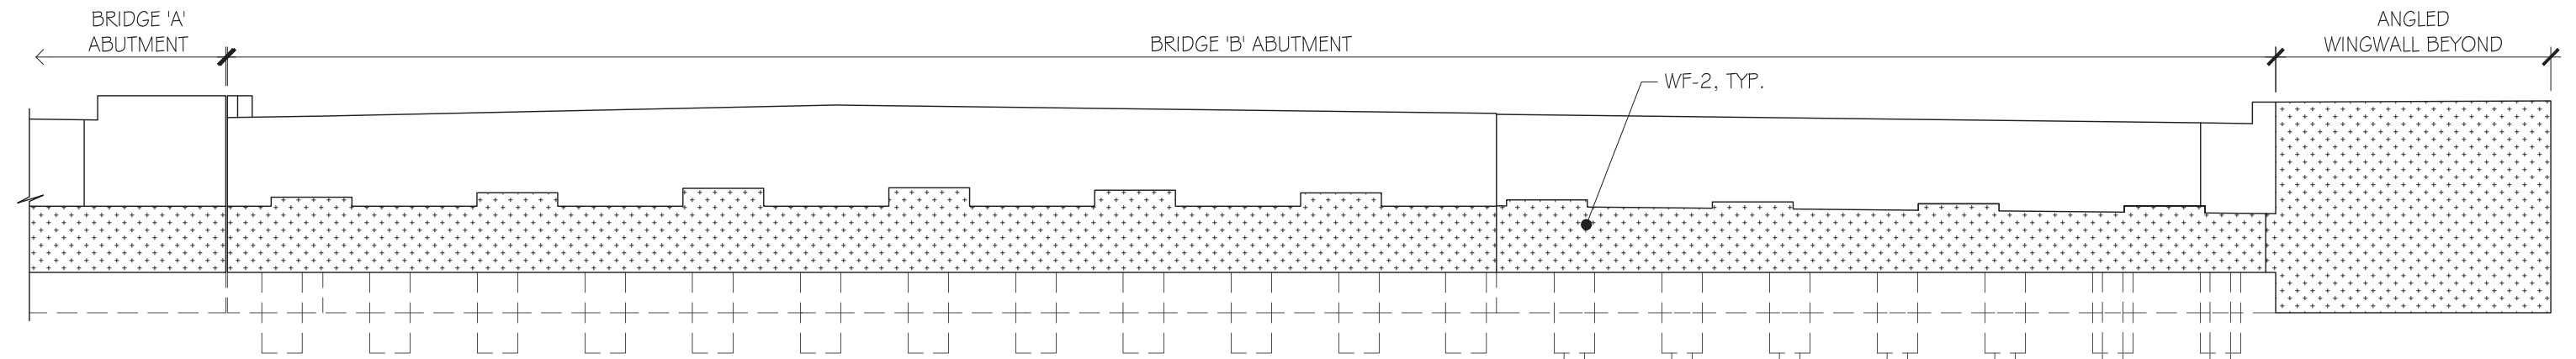 BRIDGE 'A'
ABUTMENT
BRIDGE 'B' ABUTMENT
ANGLED
WINGWALL BEYOND
WF-2, TYP.